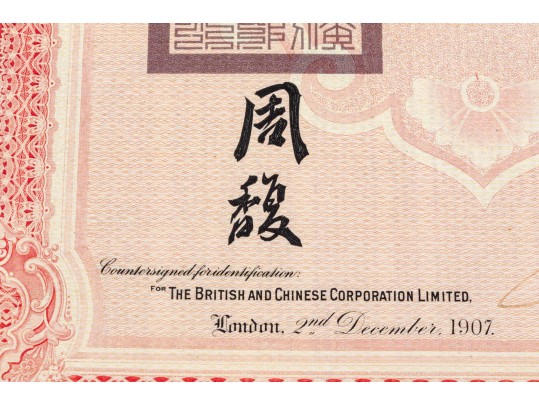 周
馥
Countersigned for identification:
FOR THE BRITISH AND CHINESE CORPORATION LIMITED,
London, 2nd December, 1907.